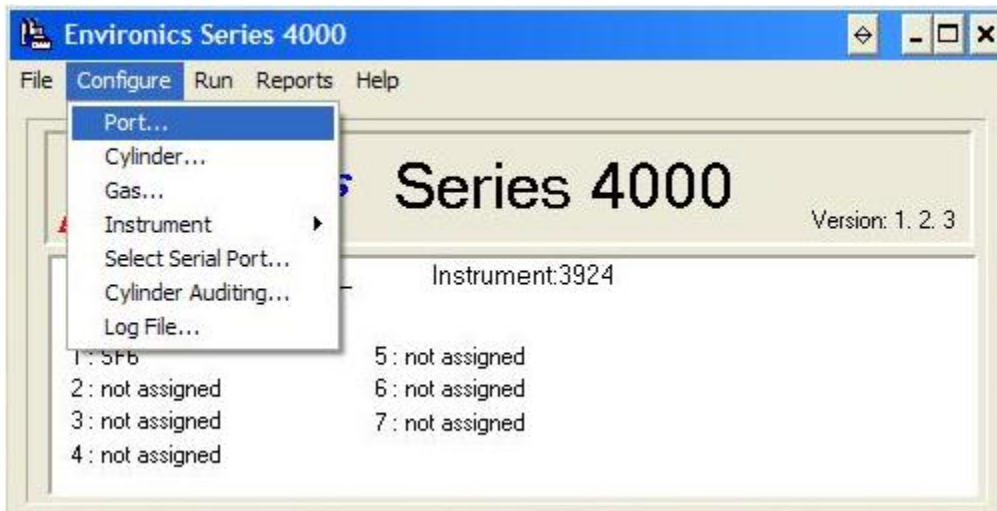 Environics Series 4000
File Configure Run Reports Help
Port...
Cylinder...
Gas...
Instrument
Select Serial Port...
Cylinder Auditing...
Log File...
Series 4000
Version: 1. 2. 3
Instrument:3924
1 : SF6
2 : not assigned
3 : not assigned
4 : not assigned
5 : not assigned
6 : not assigned
7 : not assigned